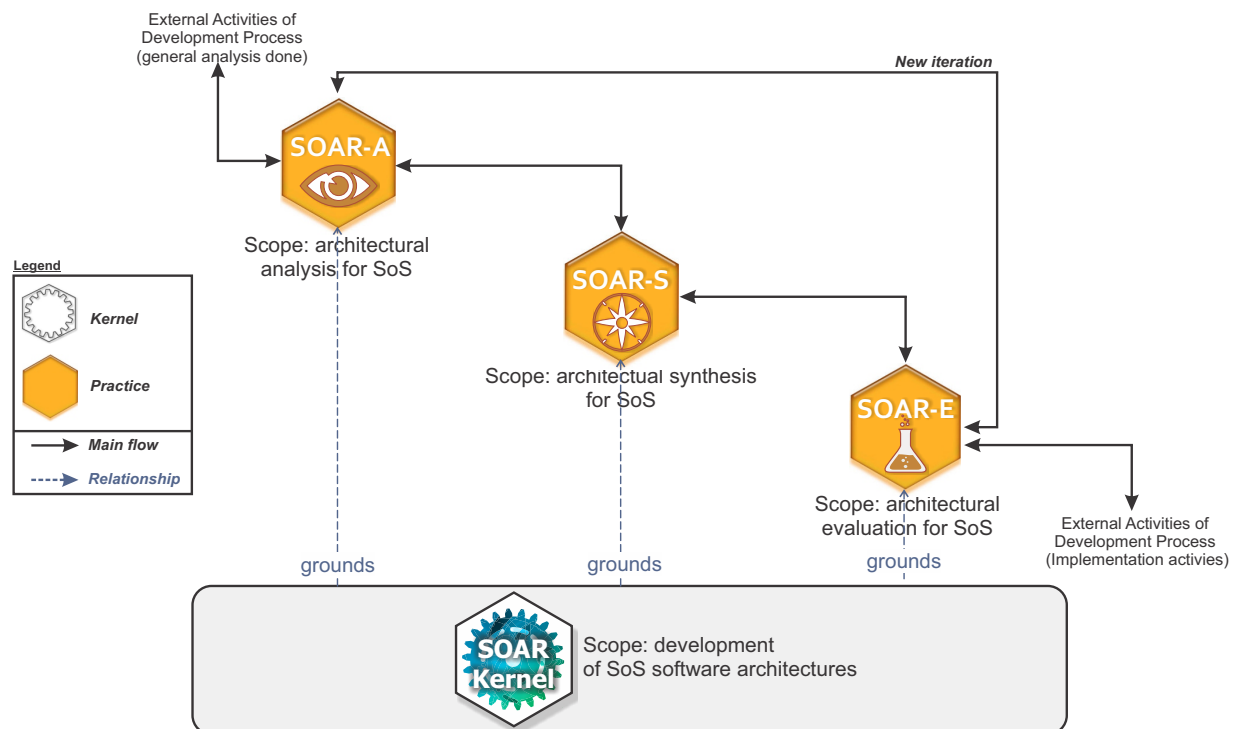 External Activities of
Development Process
(general analysis done)
New iteration
SOAR-A
Scope: architectural
analysis for SoS
SOAR-S
Scope: architectual synthesis
for SoS
SOAR-E
Scope: architectural
evaluation for SoS
External Activities of
Development Process
(Implementation activies)
Legend
Kernel
Practice
Main flow
Relationship
grounds
grounds
grounds
SOAR
Kernel
Scope: development
of SoS software architectures